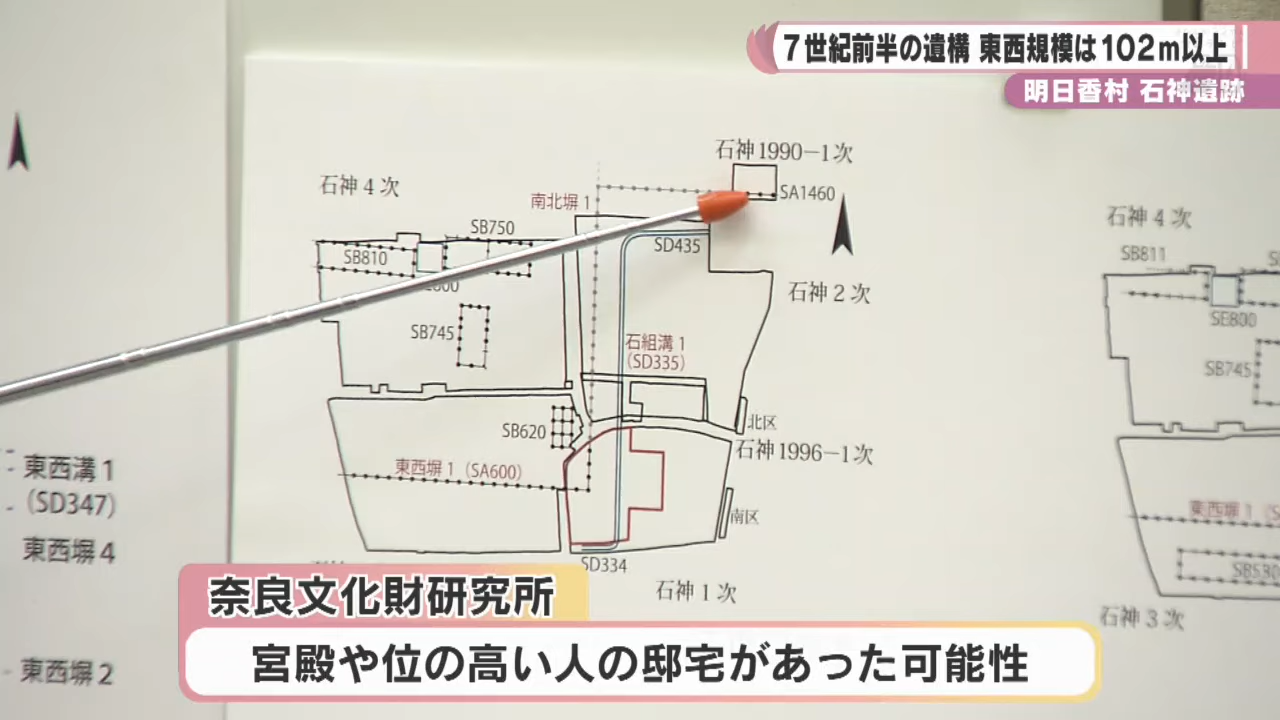 7世紀前半の遺構 東西規模は102m以上
明日香村 石神遺跡
石神1990-1次
石神4次
南北塀1
SA1460
SB750
SB810
SD435
石神2次
SB745
石組溝1
(SD335)
北区
SB620
石神1996-1次
東西塀1(SA600)
南区
SD334
石神1次
東西溝1
(SD347)
東西塀4
東西塀2
石神4次
SB811
SE800
SB745
東西塀1
SB530
石神3次
奈良文化財研究所
宮殿や位の高い人の邸宅があった可能性